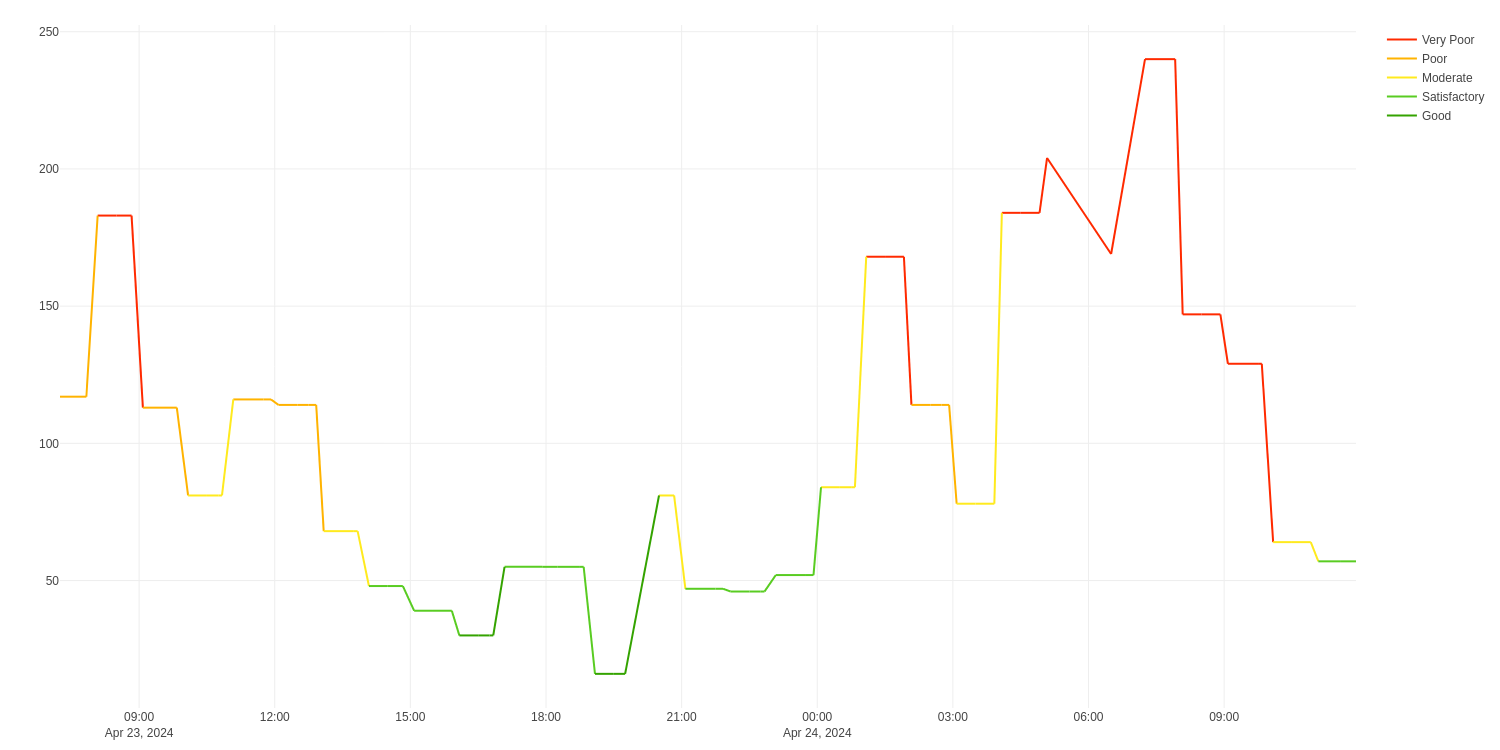 250
200
150
100
50
09:00
Apr 23, 2024
12:00
15:00
18:00
21:00
00:00
Apr 24, 2024
03:00
06:00
09:00
Very Poor
Poor
Moderate
Satisfactory
Good